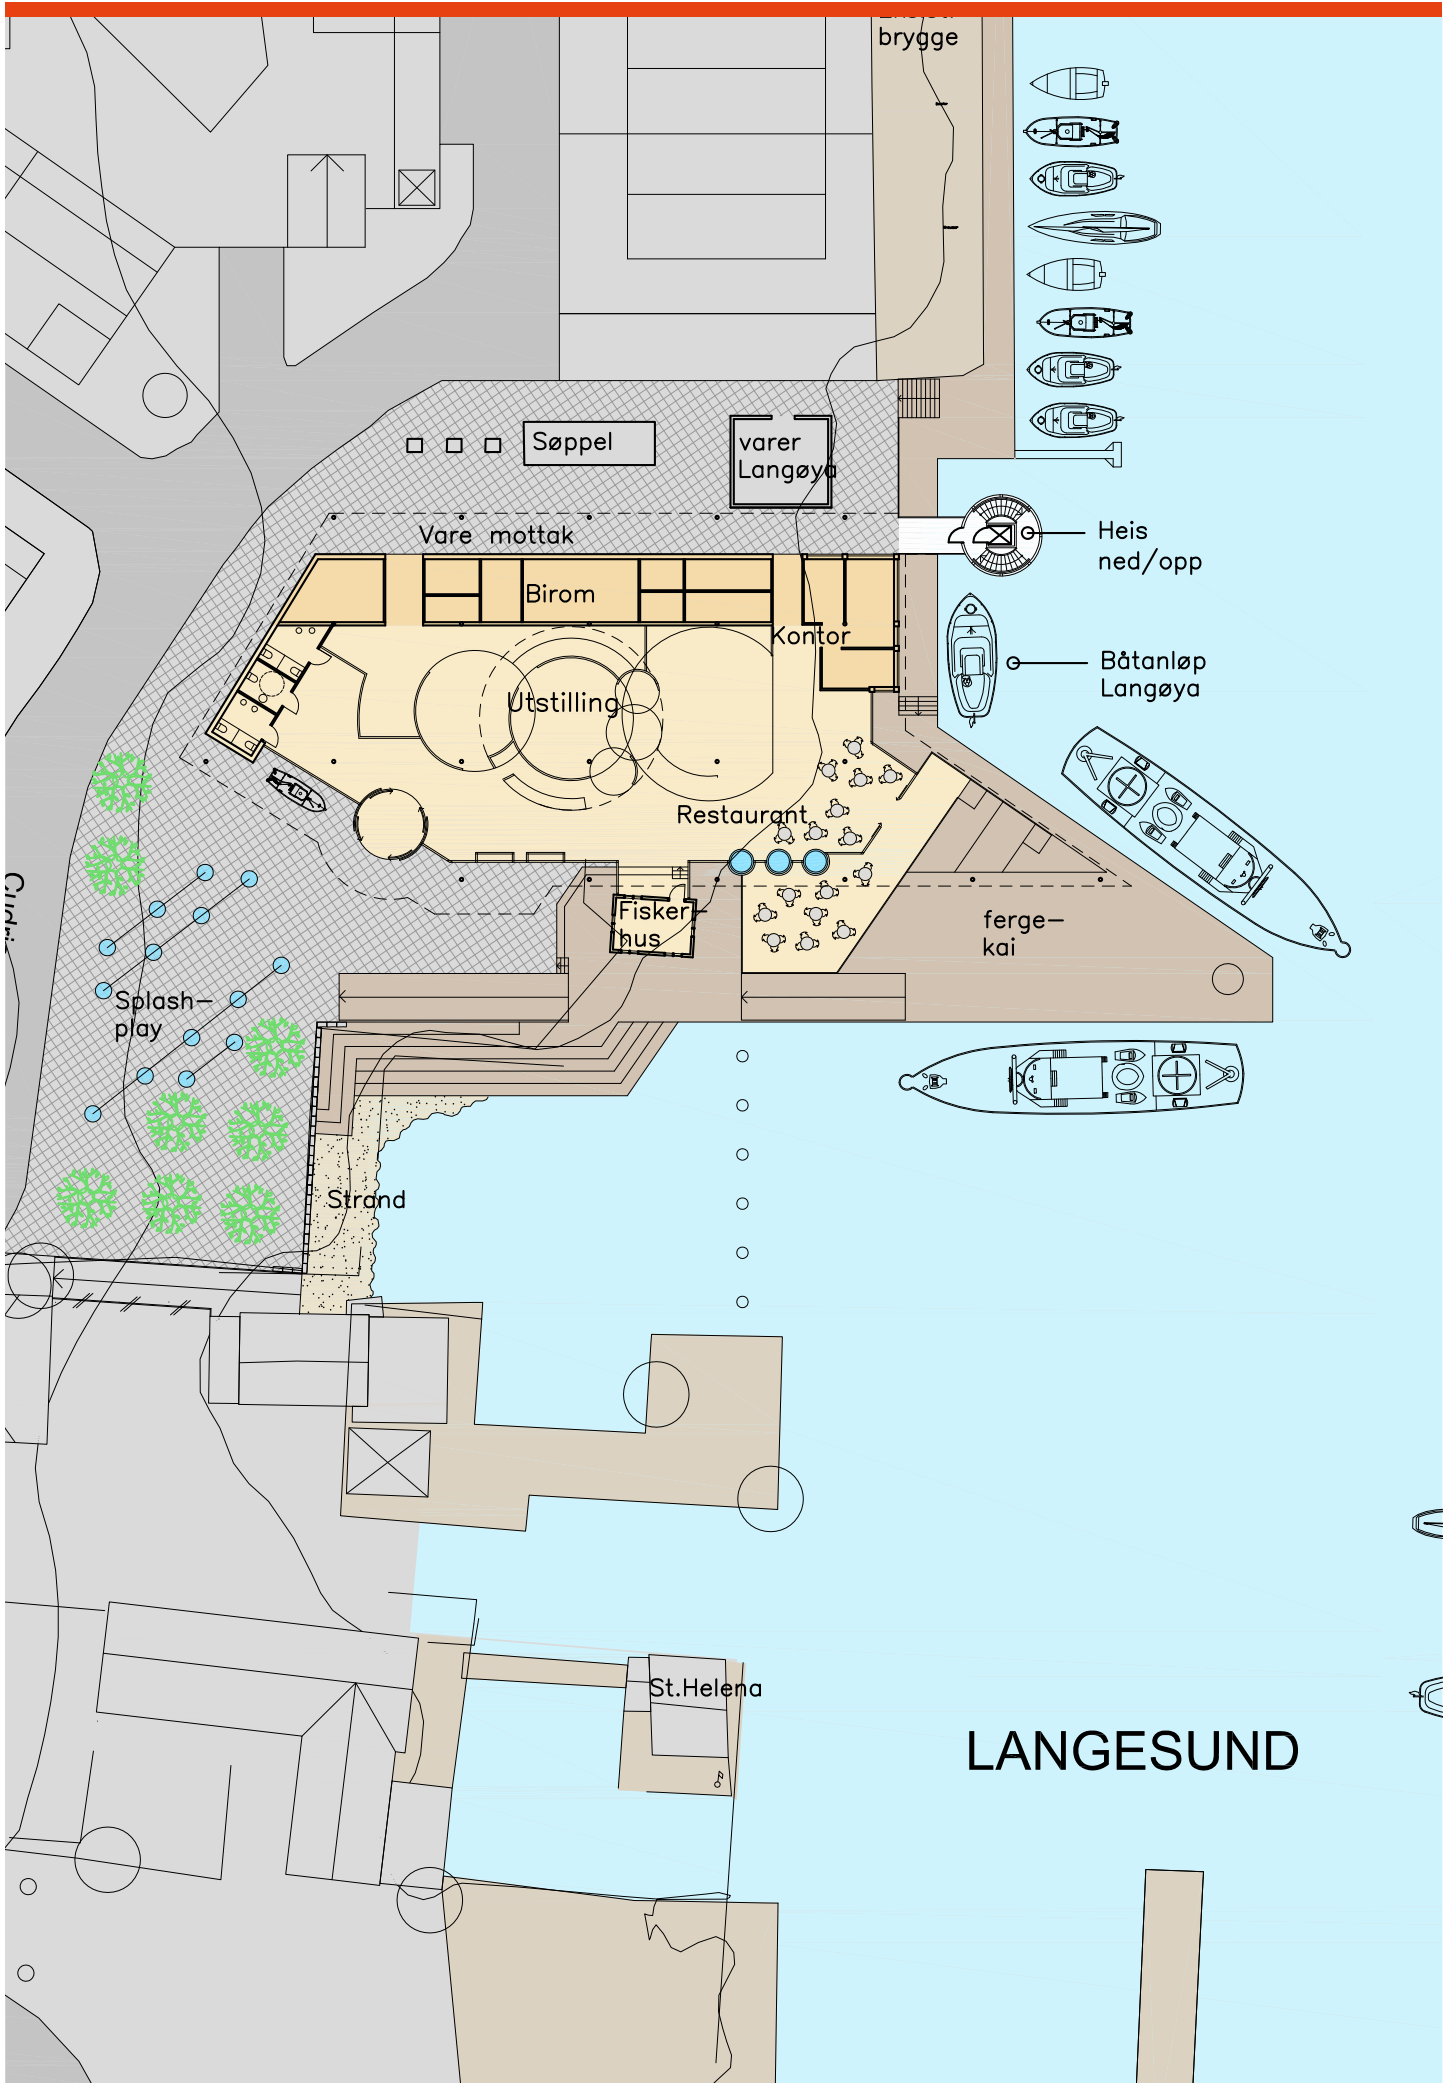 brygge
Søppel
varer
Langøya
Vare mottak
Heis
ned/opp
Birom
Kontor
Båtanløp
Langøya
Utstilling
Restaurant
Fisker-
hus
ferge-
kai
Splash-
play
Strand
St.Helena
LANGESUND